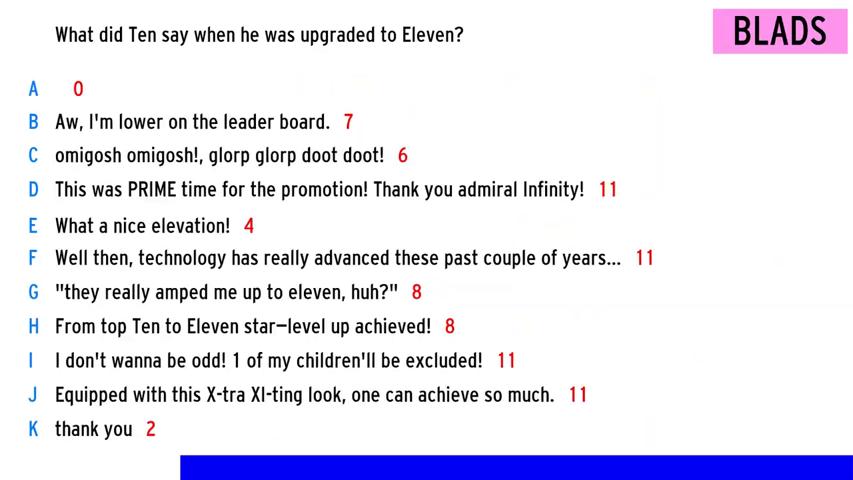 What did Ten say when he was upgraded to Eleven?
BLADS
A 0
B Aw, I'm lower on the leader board. 7
C omigosh omigosh!, glorp glorp doot doot! 6
D This was PRIME time for the promotion! Thank you admiral Infinity! 11
E What a nice elevation! 4
F Well then, technology has really advanced these past couple of years... 11
G "they really amped me up to eleven, huh?" 8
H From top Ten to Eleven star—level up achieved! 8
I I don't wanna be odd! 1 of my children'll be excluded! 11
J Equipped with this X-tra XI-ting look, one can achieve so much. 11
K thank you 2